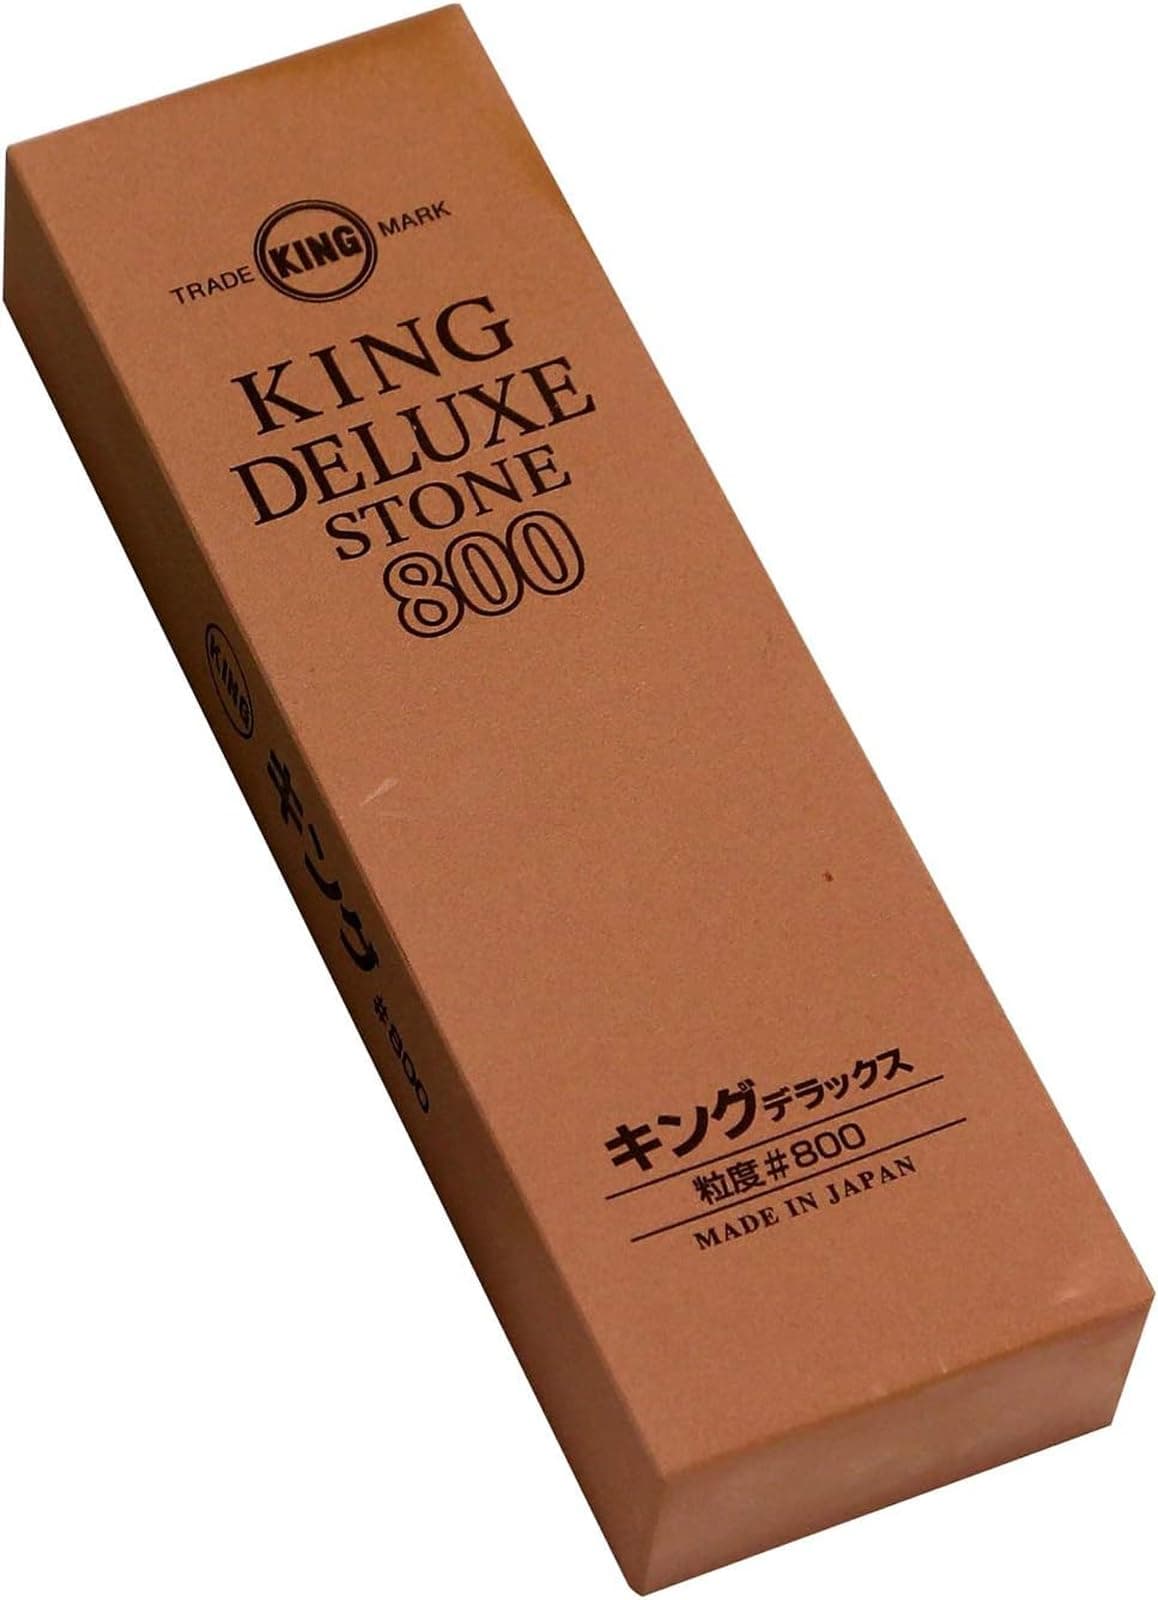 TRADE KING MARK
KING
DELUXE
STONE
800
KING キング #800
キングデラックス
粒度#800
MADE IN JAPAN